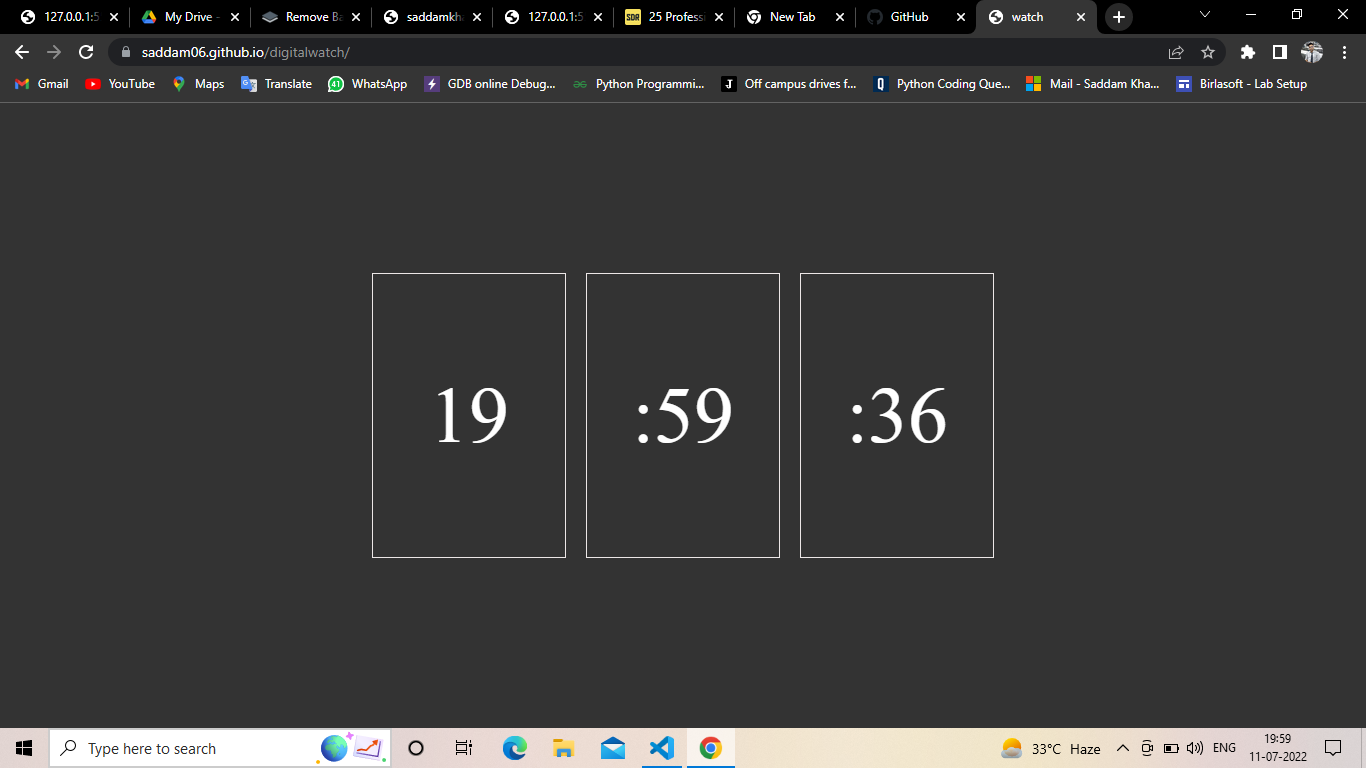 127.0.0.1:5 My Drive - Remove Ba saddamkha 127.0.0.1:5 25 Professi New Tab GitHub watch
saddam06.github.io/digitalwatch/
Gmail YouTube Maps Translate 41 WhatsApp GDB online Debug... Python Programmi... J Off campus drives f... Q Python Coding Que... Mail - Saddam Kha... Birlasoft - Lab Setup
19 :59 :36
Type here to search 33°C Haze ENG 19:59
11-07-2022